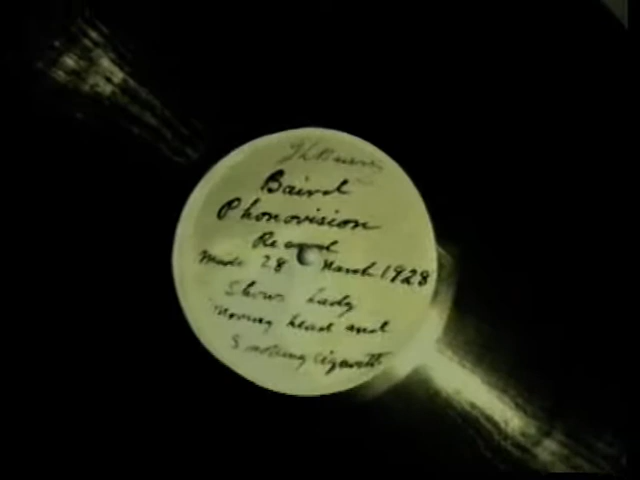 Baird
Phonovision
Record
Made 28 March 1928
Shows Lady
Moving head and
Smoking cigarette